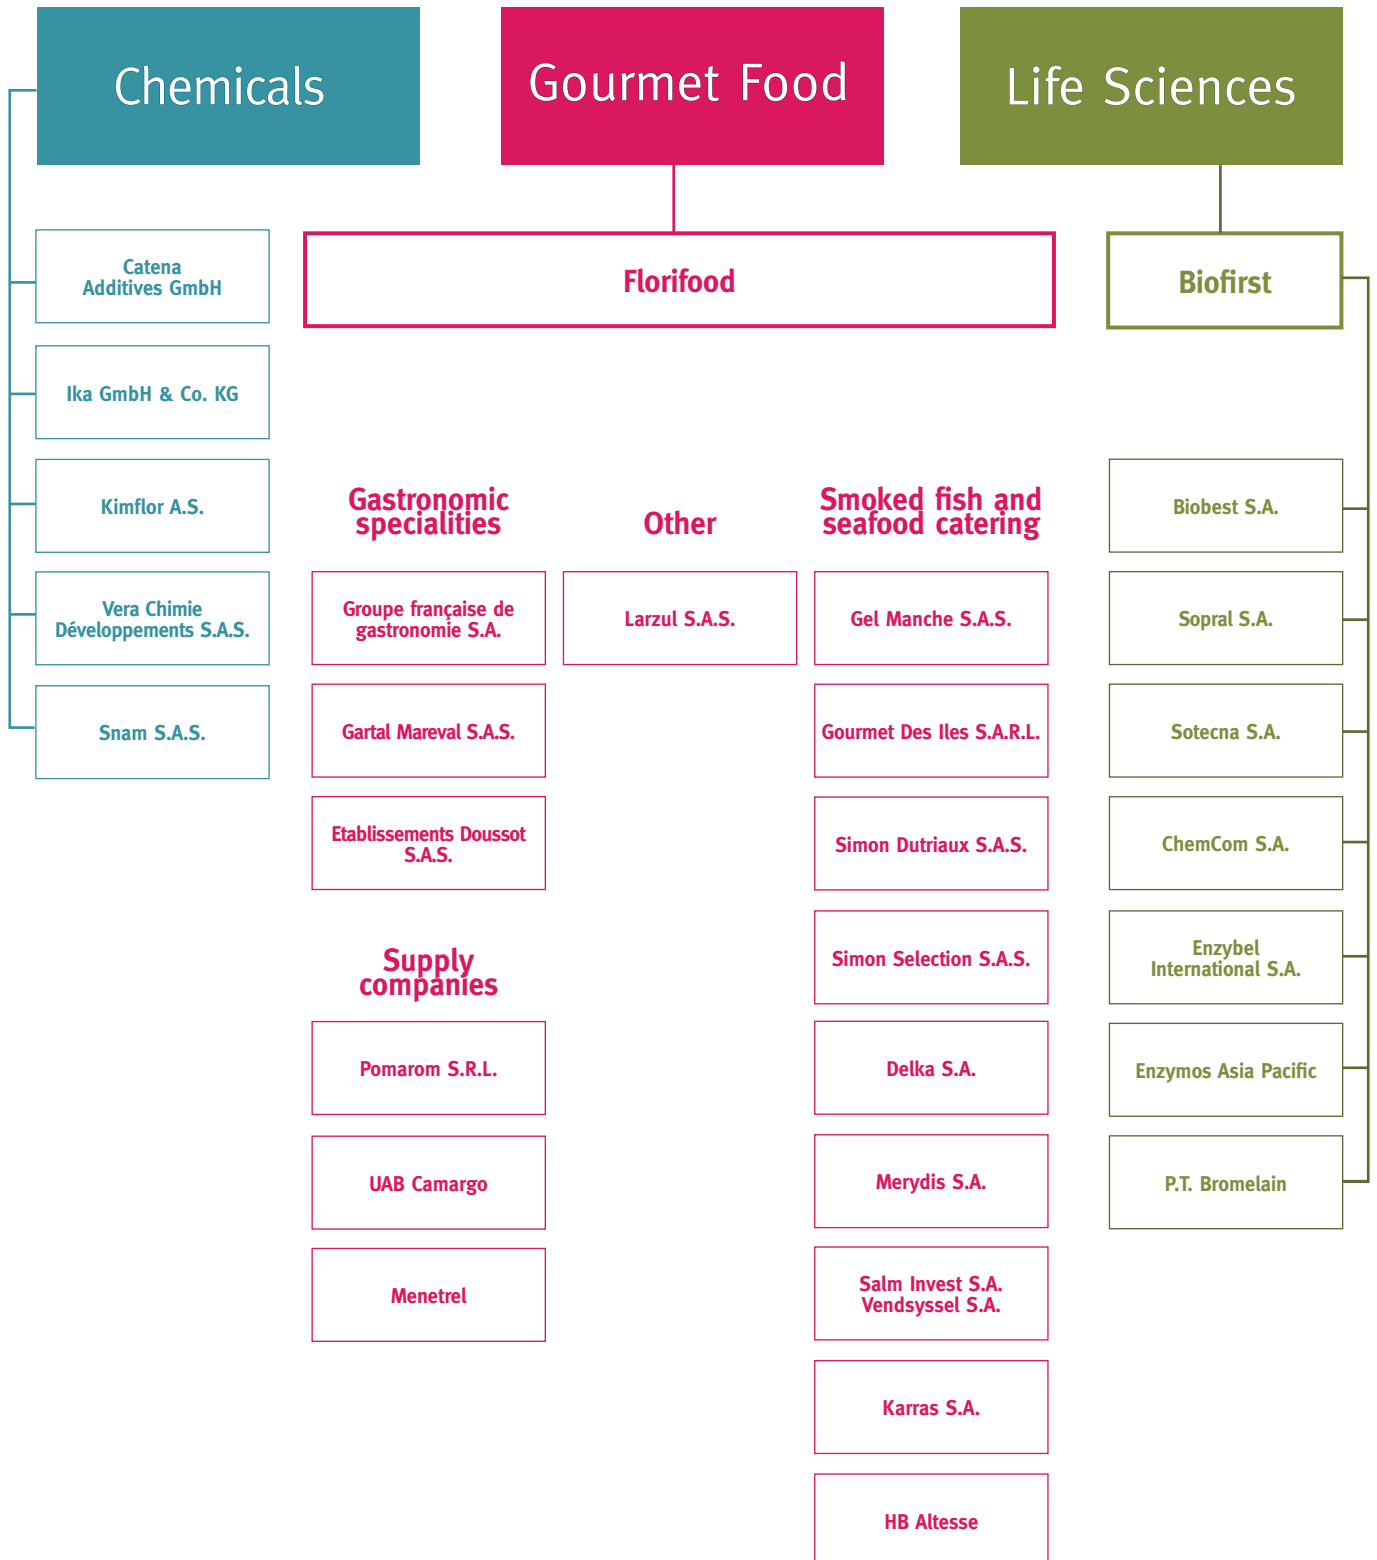 Chemicals
Gourmet Food
Life Sciences
Catena
Additives GmbH
Ika GmbH & Co. KG
Kimflor A.S.
Vera Chimie
Développements S.A.S.
Snam S.A.S.
Florifood
Gastronomic
specialities
Groupe française de
gastronomie S.A.
Gartal Mareval S.A.S.
Etablissements Doussot
S.A.S.
Supply
companies
Pomarom S.R.L.
UAB Camargo
Menetrel
Other
Larzul S.A.S.
Smoked fish and
seafood catering
Gel Manche S.A.S.
Gourmet Des Iles S.A.R.L.
Simon Dutriaux S.A.S.
Simon Selection S.A.S.
Delka S.A.
Merydis S.A.
Salm Invest S.A.
Vendsyssel S.A.
Karras S.A.
HB Altesse
Biofirst
Biobest S.A.
Sopral S.A.
Sotecna S.A.
ChemCom S.A.
Enzybel
International S.A.
Enzymos Asia Pacific
P.T. Bromelain